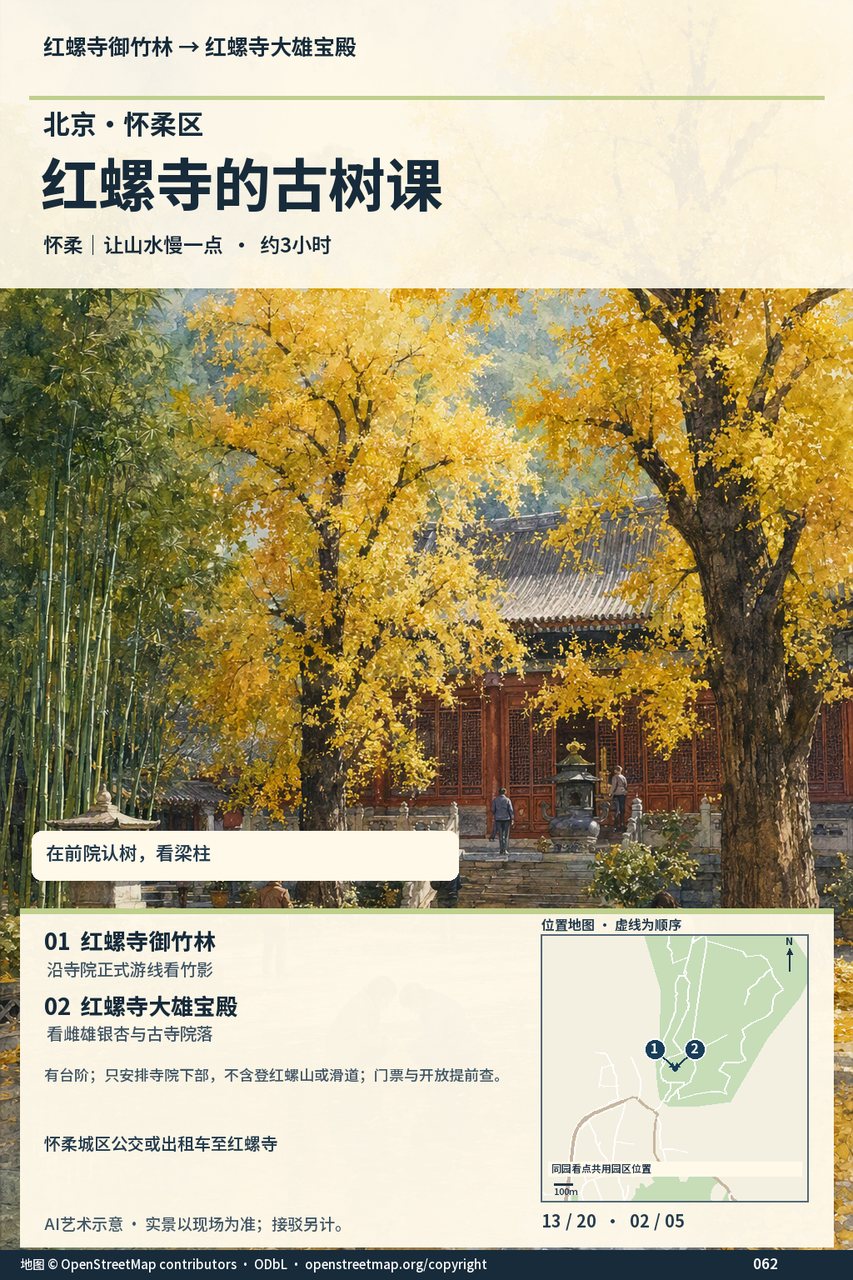 红螺寺御竹林 → 红螺寺大雄宝殿
北京·怀柔区
红螺寺的古树课
怀柔｜让山水慢一点 · 约3小时
在前院认树，看梁柱
01 红螺寺御竹林
沿寺院正式游线看竹影
02 红螺寺大雄宝殿
看雌雄银杏与古寺院落
有台阶；只安排寺院下部，不含登红螺山或滑道；门票与开放提前查。
怀柔城区公交或出租车至红螺寺
AI艺术示意·实景以现场为准；接驳另计。
位置地图·虚线为顺序
N
1
2
同园看点共用园区位置
100m
13 / 20 · 02 / 05
地图 © OpenStreetMap contributors · ODbL · openstreetmap.org/copyright
062